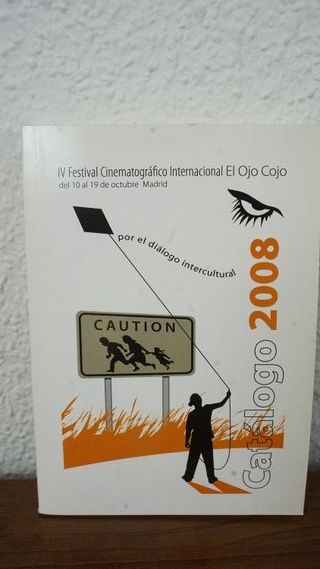 IV Festival Cinematográfico Internacional El Ojo Cojo
del 10 al 19 de octubre Madrid
por el diálogo intercultural
CAUTION
Catálogo 2008